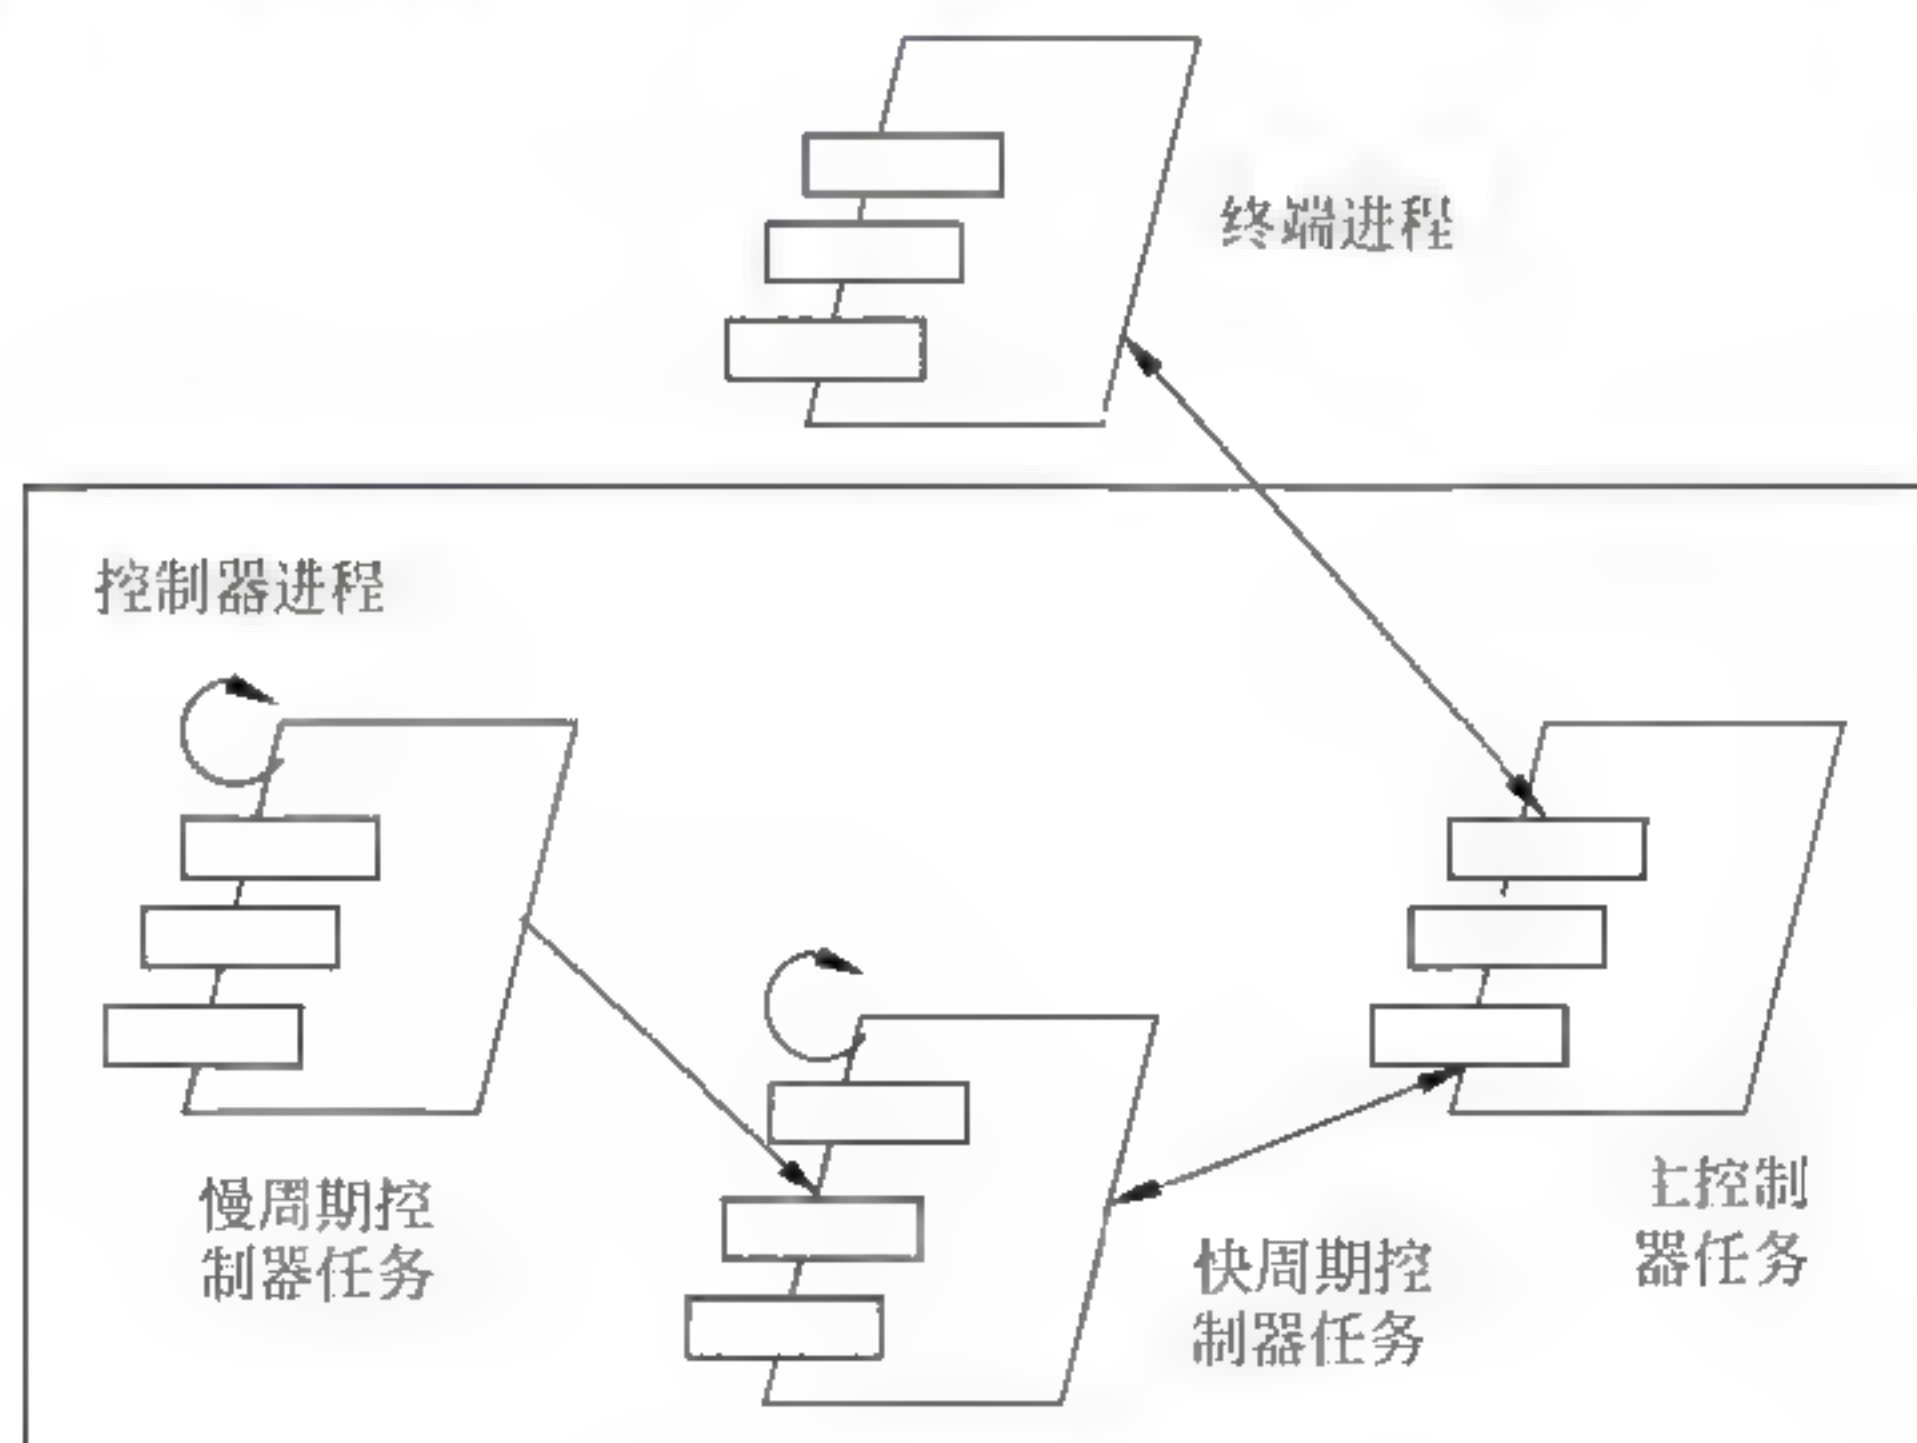 终端进程
控制器进程
慢周期控
制器任务
快周期控
制器任务
主控制
器任务